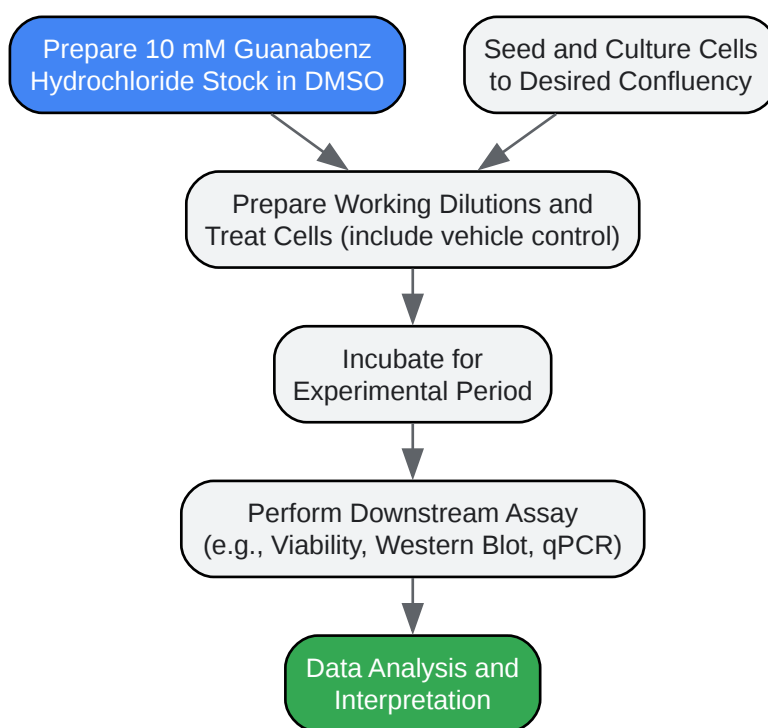 Prepare 10 mM Guanabenz
Hydrochloride Stock in DMSO
Seed and Culture Cells
to Desired Confluency
Prepare Working Dilutions and
Treat Cells (include vehicle control)
Incubate for
Experimental Period
Perform Downstream Assay
(e.g., Viability, Western Blot, qPCR)
Data Analysis and
Interpretation